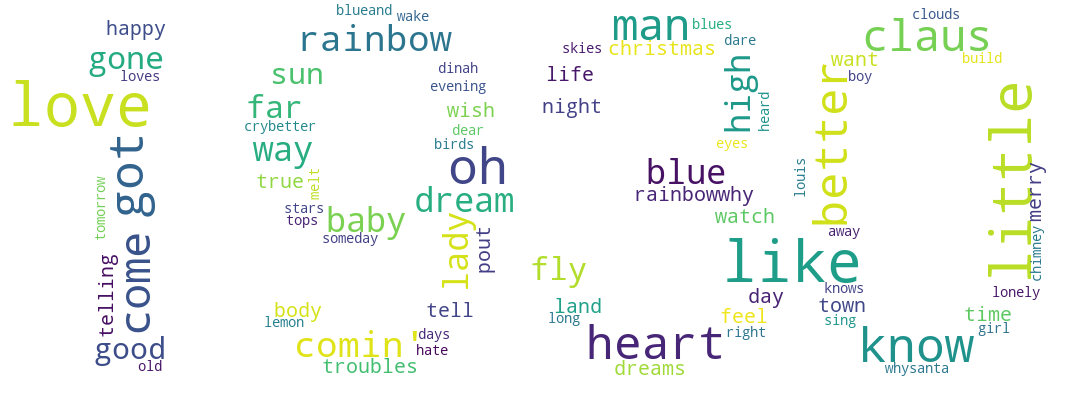 happy
gone
loves
love
got
tomorrow
come
telling
good
old
blueand
wake
rainbow
sun
dinah
evening
far
wish
crybetter
dear
way
birds
oh
true
melt
dream
stars
tops
baby
lady
someday
pout
body
tell
lemon
comin'
days
hate
troubles
man
blues
skies
christmas
dare
life
high
night
heard
eyes
blue
rainbowwhy
watch
like
fly
day
land
long
feel
right
heart
dreams
clouds
claus
want
build
boy
better
little
louis
merry
away
chimney
knows
lonely
town
sing
time
girl
know
whysanta